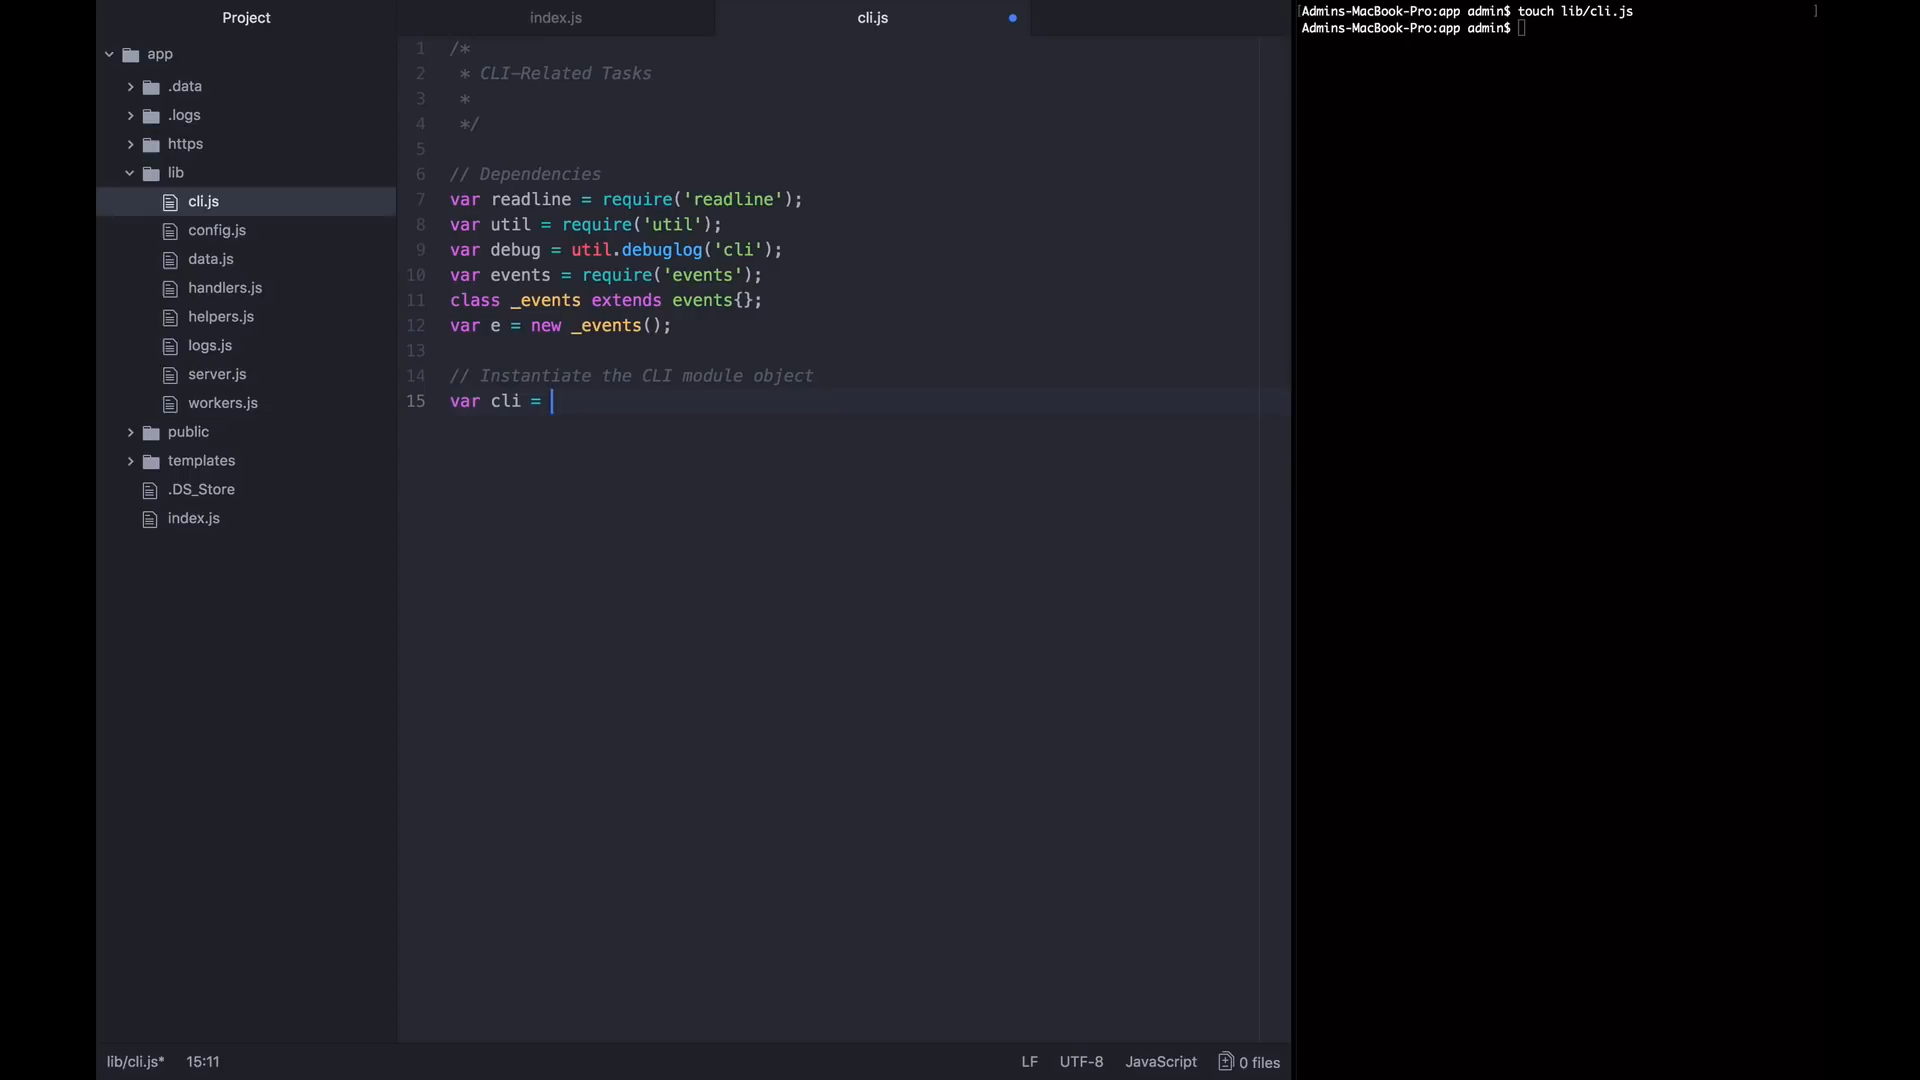 Project
app
.data
.logs
https
lib
cli.js
config.js
data.js
handlers.js
helpers.js
logs.js
server.js
workers.js
public
templates
.DS_Store
index.js
index.js
cli.js
1 /*
2 * CLI-Related Tasks
3 *
4 */
5
6 // Dependencies
7 var readline = require('readline');
8 var util = require('util');
9 var debug = util.debuglog('cli');
10 var events = require('events');
11 class _events extends events{};
12 var e = new _events();
13
14 // Instantiate the CLI module object
15 var cli =
lib/cli.js* 15:11
LF UTF-8 JavaScript 0 files
[Admins-MacBook-Pro:app admin$ touch lib/cli.js ]
Admins-MacBook-Pro:app admin$